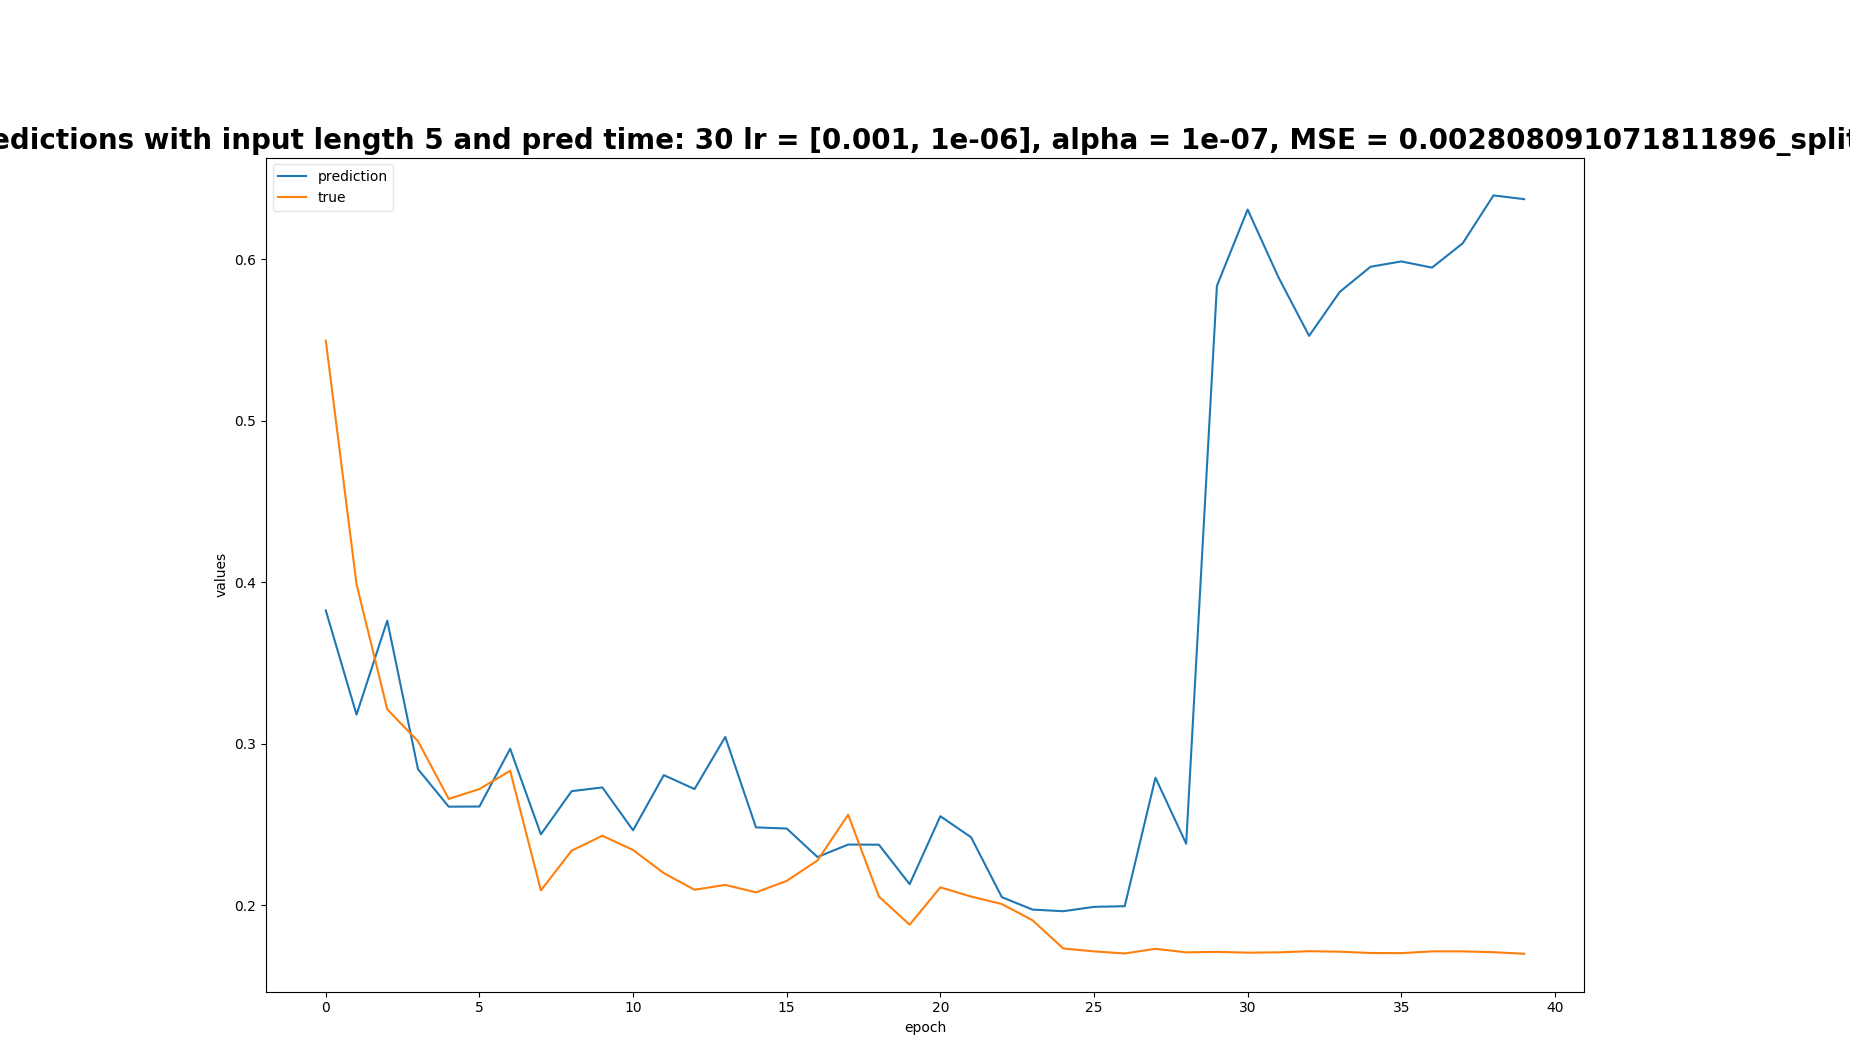 edictions with input length 5 and pred time: 30 lr = [0.001, 1e-06], alpha = 1e-07, MSE = 0.002808091071811896_split
prediction
true
0.6
0.5
0.4
0.3
0.2
values
0 5 10 15 20 25 30 35 40
epoch